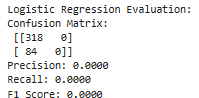 Logistic Regression Evaluation:
Confusion Matrix:
[[318   0]
[ 84   0]]
Precision: 0.0000
Recall: 0.0000
F1 Score: 0.0000